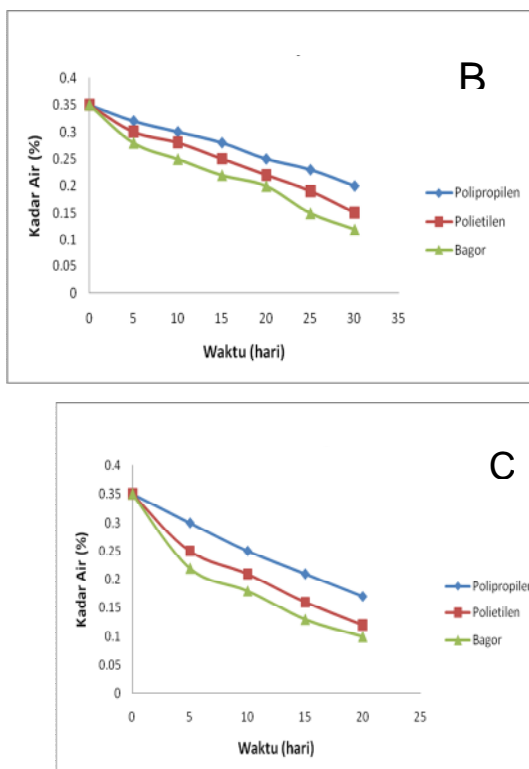 B
0.4
0.35
0.3
0.25
0.2
0.15
0.1
0.05
0
Kadar Air (%)
0 5 10 15 20 25 30 35
Waktu (hari)
Polipropilen
Polietilen
Bagor
C
0.4
0.35
0.3
0.25
0.2
0.15
0.1
0.05
0
Kadar Air (%)
0 5 10 15 20 25
Waktu (hari)
Polipropilen
Polietilen
Bagor